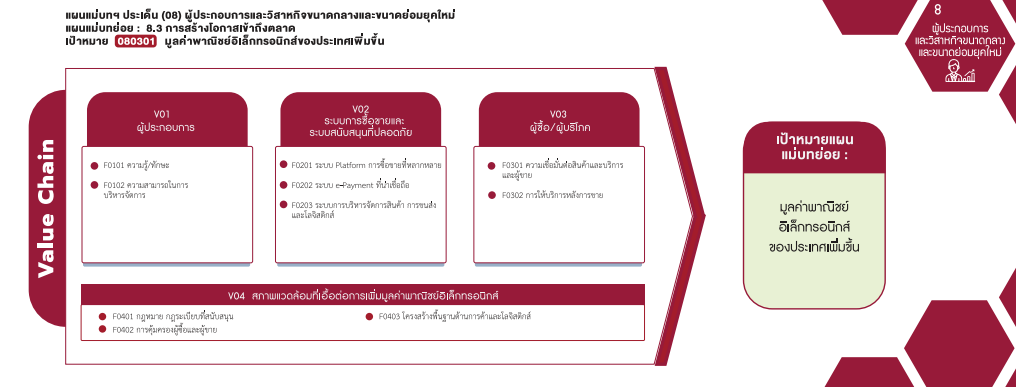 แผนแม่บทฯ ประเด็น (08) ผู้ประกอบการและวิสาหกิจขนาดกลางและขนาดย่อมยุคใหม่
แผนแม่บทย่อย : 8.3 การสร้างโอกาสเข้าถึงตลาด
เป้าหมาย 080301 มูลค่าพาณิชย์อิเล็กทรอนิกส์ของประเทศเพิ่มขึ้น
8
ผู้ประกอบการ
และวิสาหกิจขนาดกลาง
และขนาดย่อมยุคใหม่
Value Chain
V01
ผู้ประกอบการ
F0101 ความรู้/ทักษะ
F0102 ความสามารถในการ
บริหารจัดการ
V02
ระบบการซื้อขายและ
ระบบสนับสนุนที่ปลอดภัย
F0201 ระบบ Platform การซื้อขายที่หลากหลาย
F0202 ระบบ e-Payment ที่น่าเชื่อถือ
F0203 ระบบการบริหารจัดการสินค้า การขนส่ง
และโลจิสติกส์
V03
ผู้ซื้อ/ผู้บริโภค
F0301 ความเชื่อมั่นต่อสินค้าและบริการ
และผู้ขาย
F0302 การให้บริการหลังการขาย
V04 สภาพแวดล้อมที่เอื้อต่อการเพิ่มมูลค่าพาณิชย์อิเล็กทรอนิกส์
F0401 กฎหมาย กฎระเบียบที่สนับสนุน
F0402 การคุ้มครองผู้ซื้อและผู้ขาย
F0403 โครงสร้างพื้นฐานด้านการค้าและโลจิสติกส์
เป้าหมายแผน
แม่บทย่อย :
มูลค่าพาณิชย์
อิเล็กทรอนิกส์
ของประเทศเพิ่มขึ้น